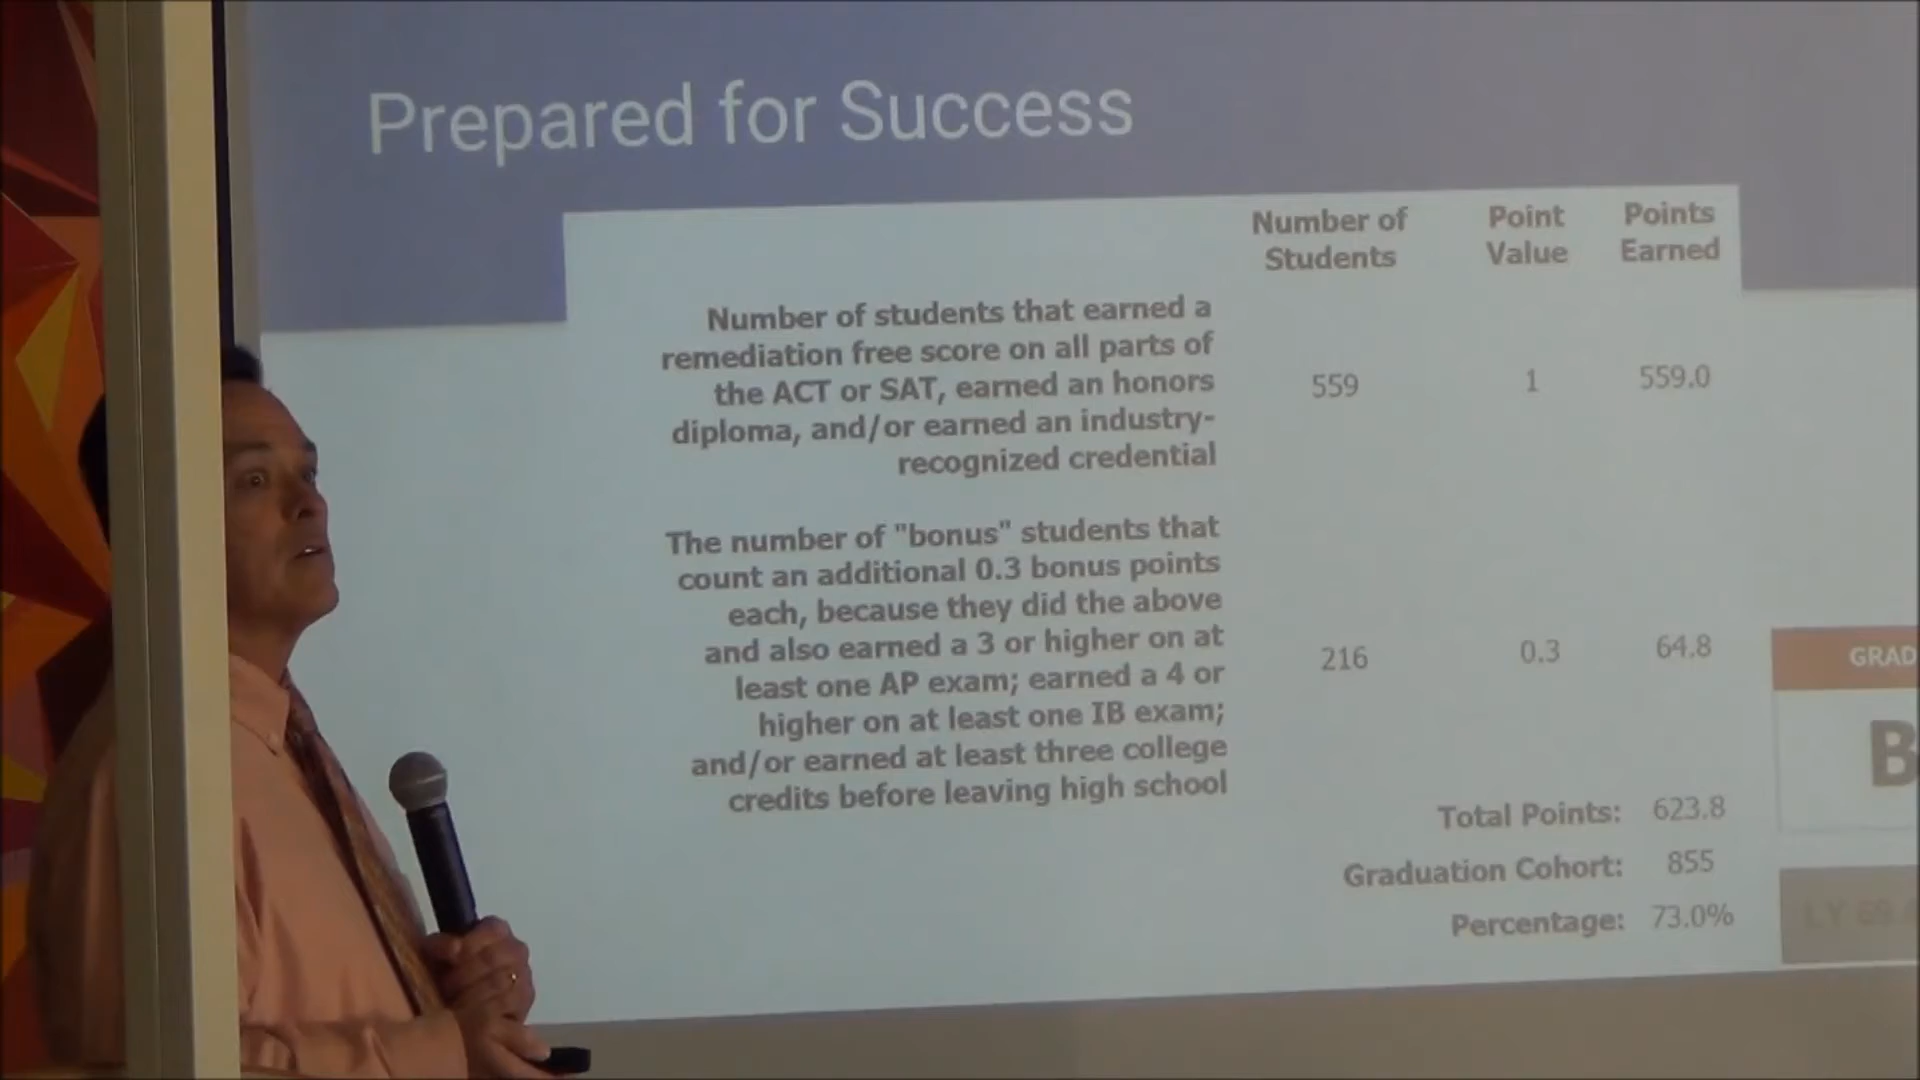 Prepared for Success
Number of
Students
Point
Value
Points
Earned
Number of students that earned a
remediation free score on all parts of
the ACT or SAT, earned an honors
diploma, and/or earned an industry-
recognized credential
559
1
559.0
The number of "bonus" students that
count an additional 0.3 bonus points
each, because they did the above
and also earned a 3 or higher on at
least one AP exam; earned a 4 or
higher on at least one IB exam;
and/or earned at least three college
credits before leaving high school
216
0.3
64.8
Total Points: 623.8
Graduation Cohort: 855
Percentage: 73.0%
GRAD
B
LY